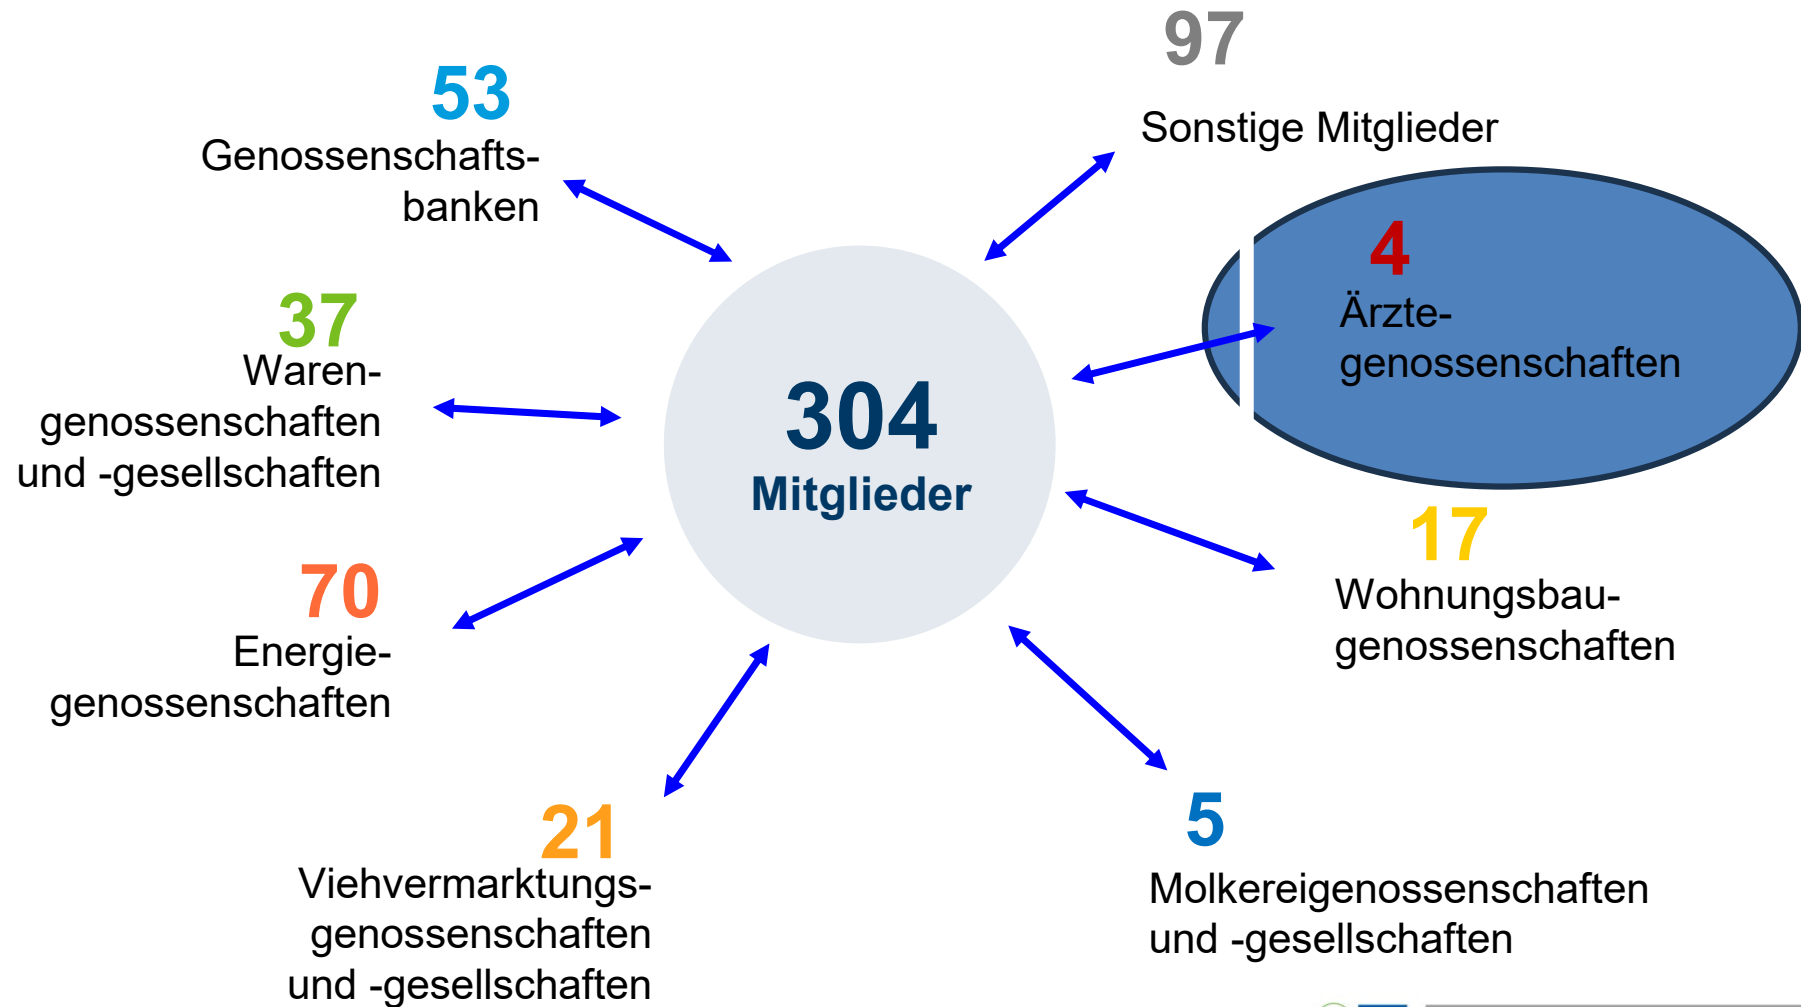 97
Sonstige Mitglieder
53
Genossenschafts-
banken
4
Ärzte-
genossenschaften
37
Waren-
genossenschaften
und -gesellschaften
304
Mitglieder
17
Wohnungsbau-
genossenschaften
70
Energie-
genossenschaften
21
Viehvermarktungs-
genossenschaften
und -gesellschaften
5
Molkereigenossenschaften
und -gesellschaften